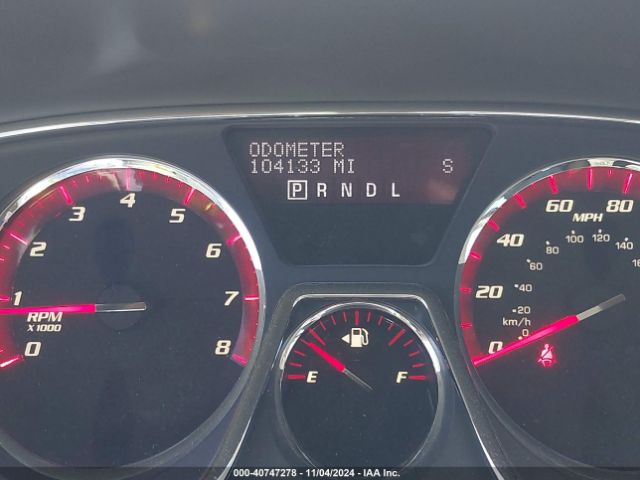 ODOMETER
104133 MI S
P R N D L
0 1 2 3 4 5 6 7 8
RPM
X1000
E F
0 20 40 60 80
MPH
0 20 40 60 80 100 120 140
km/h
000-40747278 - 11/04/2024 - IAA Inc.